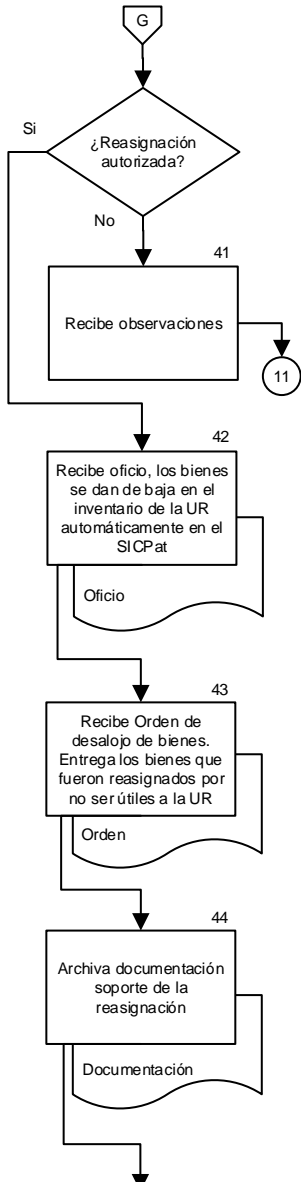 G
¿Reasignación
autorizada?
Si
No
41
Recibe observaciones
11
42
Recibe oficio, los bienes
se dan de baja en el
inventario de la UR
automáticamente en el
SICPat
Oficio
43
Recibe Orden de
desalojo de bienes.
Entrega los bienes que
fueron reasignados por
no ser útiles a la UR
Orden
44
Archiva documentación
soporte de la
reasignación
Documentación